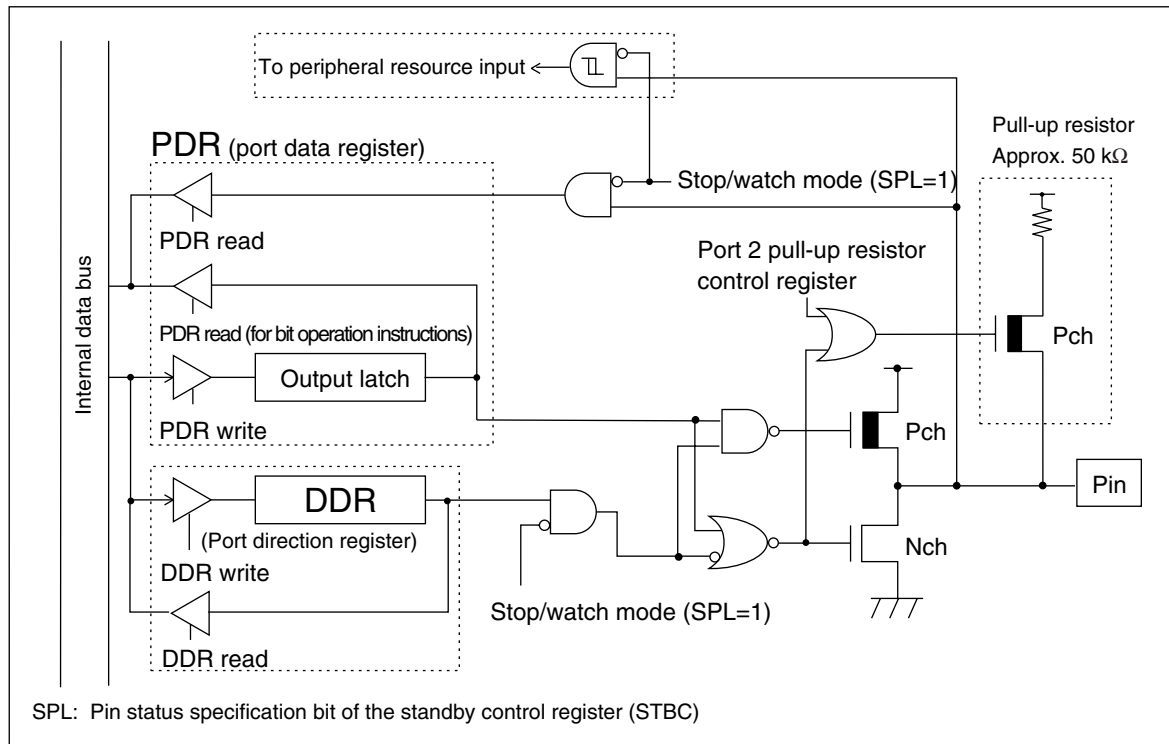 To peripheral resource input
PDR (port data register)
Pull-up resistor
Approx. 50 kΩ
Stop/watch mode (SPL=1)
PDR read
Port 2 pull-up resistor
control register
Pch
PDR read (for bit operation instructions)
Internal data bus
Output latch
PDR write
Pch
Pin
DDR
(Port direction register)
Nch
DDR write
Stop/watch mode (SPL=1)
DDR read
SPL: Pin status specification bit of the standby control register (STBC)